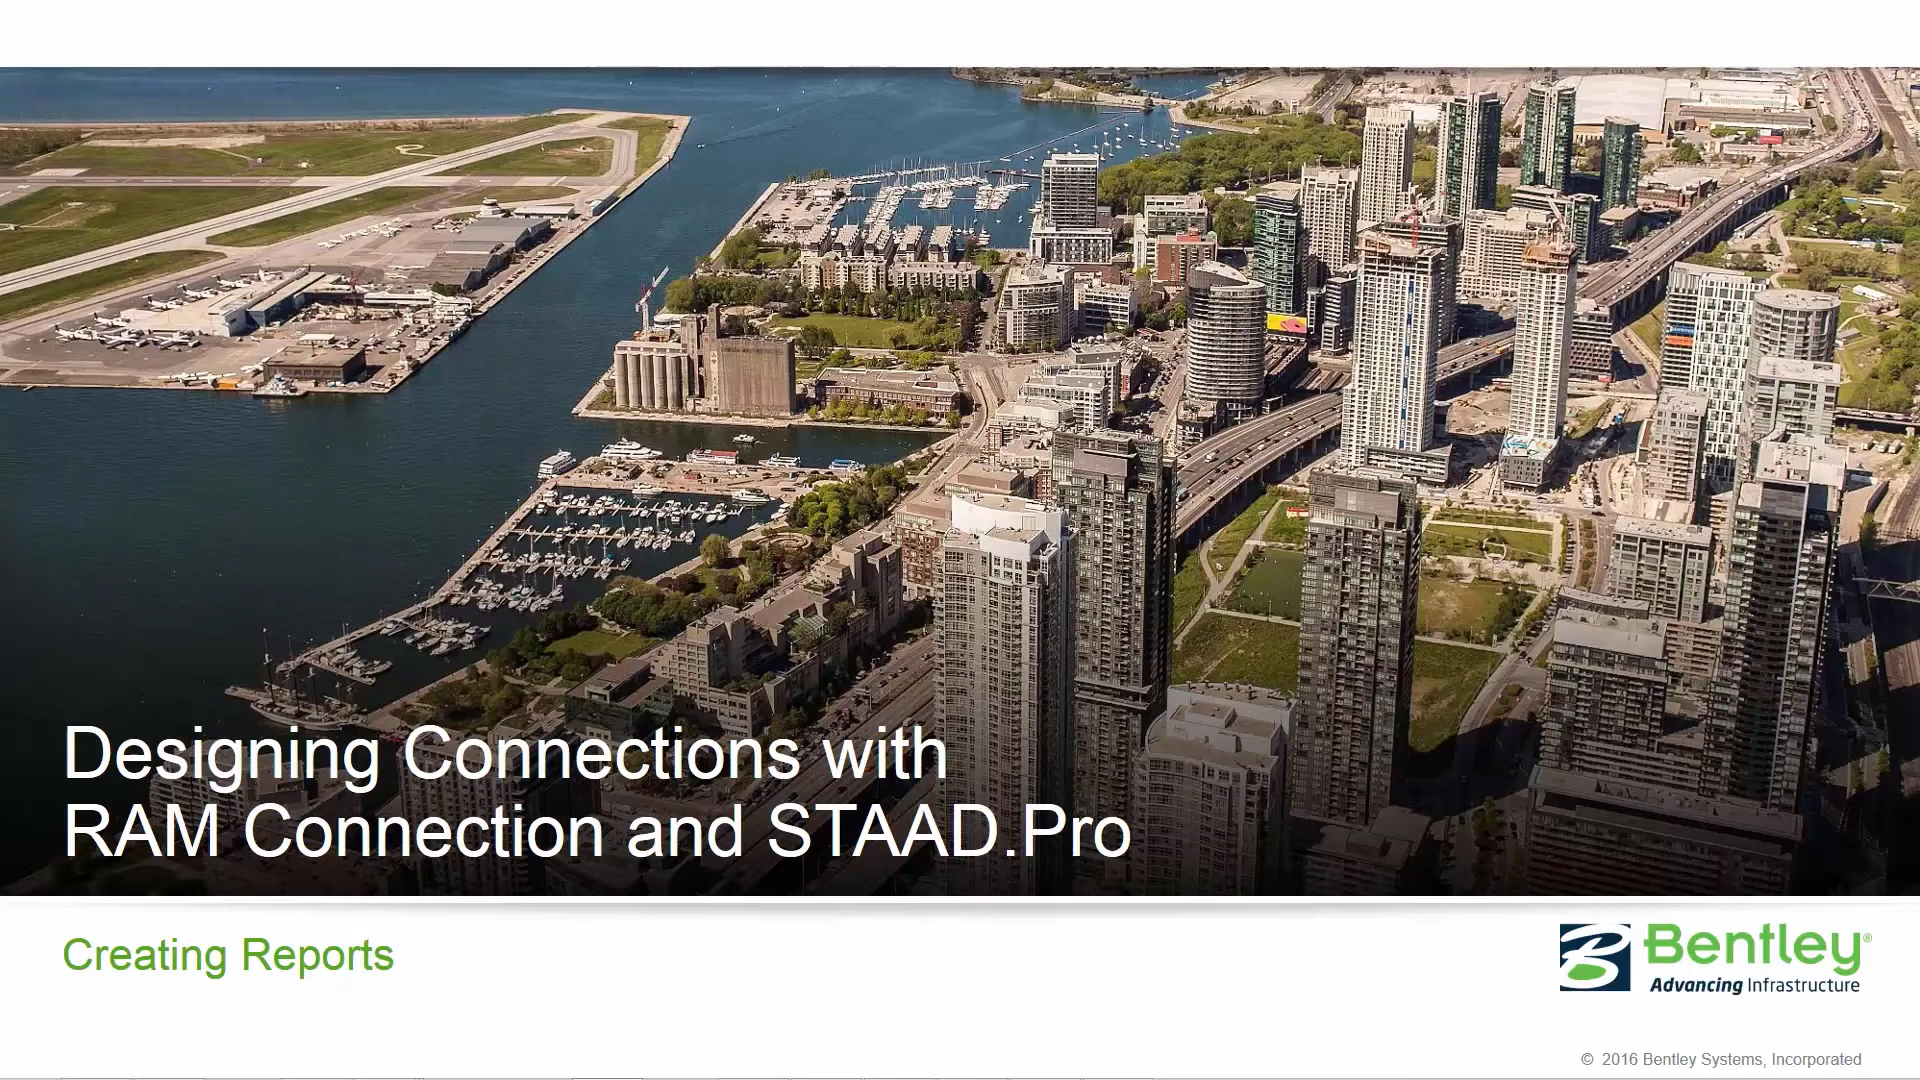 Designing Connections with
RAM Connection and STAAD.Pro
Creating Reports
Bentley®
Advancing Infrastructure
© 2016 Bentley Systems, Incorporated